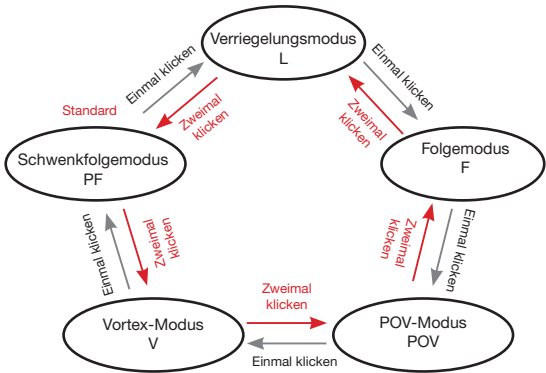 Verriegelungsmodus
L
Einmal klicken
Zweimal
klicken
Einmal klicken
Zweimal
klicken
Standard
Schwenkfolgemodus
PF
Folgemodus
F
Einmal klicken
Zweimal
klicken
Zweimal
klicken
Einmal klicken
Vortex-Modus
V
Zweimal
klicken
Einmal klicken
POV-Modus
POV